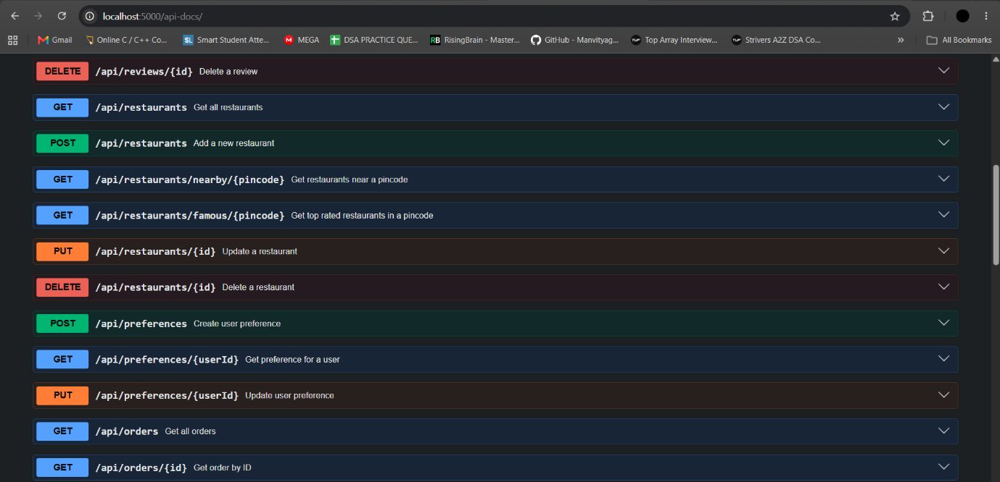 localhost:5000/api-docs/
Gmail Online C / C++ Co... SL Smart Student Atte... M MEGA DSA PRACTICE QUE... RB RisingBrain - Master... GitHub - Manvityag... TUF Top Array Interview... TUF Strivers A2Z DSA Co... » All Bookmarks
DELETE /api/reviews/{id} Delete a review
GET /api/restaurants Get all restaurants
POST /api/restaurants Add a new restaurant
GET /api/restaurants/nearby/{pincode} Get restaurants near a pincode
GET /api/restaurants/famous/{pincode} Get top rated restaurants in a pincode
PUT /api/restaurants/{id} Update a restaurant
DELETE /api/restaurants/{id} Delete a restaurant
POST /api/preferences Create user preference
GET /api/preferences/{userId} Get preference for a user
PUT /api/preferences/{userId} Update user preference
GET /api/orders Get all orders
GET /api/orders/{id} Get order by ID